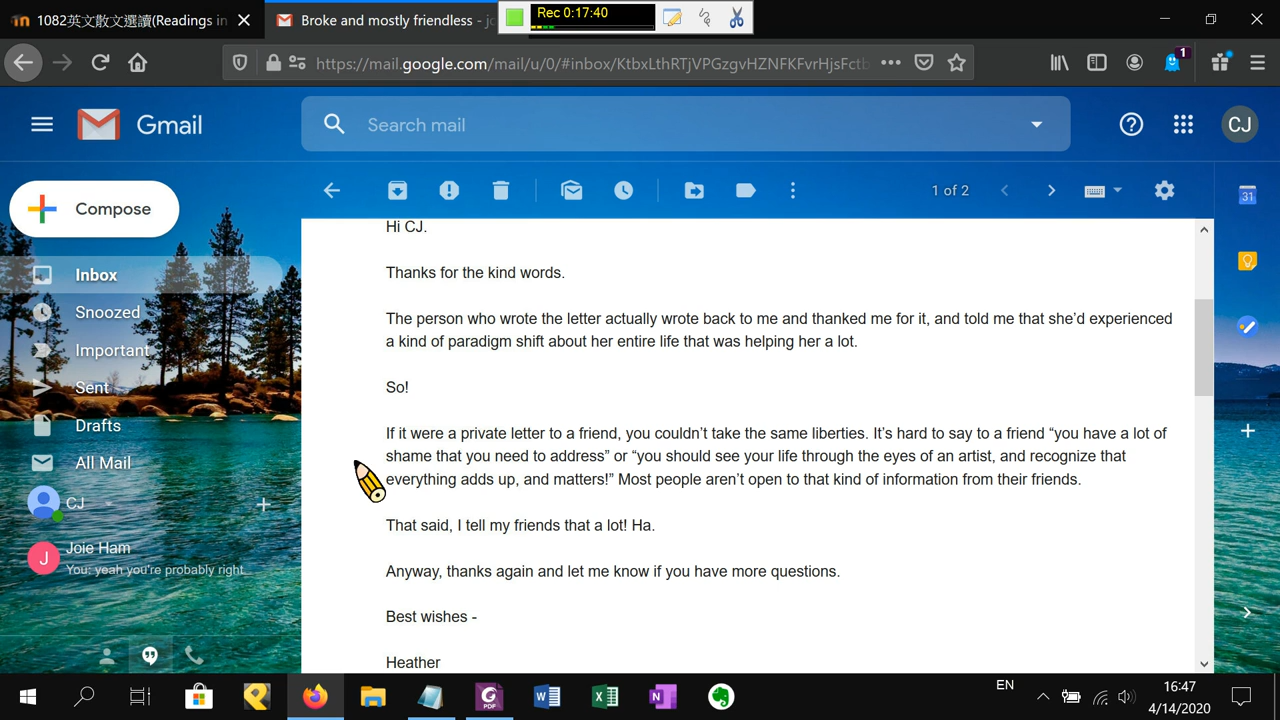 1082英文散文選讀(Readings in
Broke and mostly friendless - jo
Rec 0:17:40
https://mail.google.com/mail/u/0/#inbox/KtbxLthRTjVPGzgvHZNFKFvrHjsFctb
1
Gmail
Search mail
CJ
1 of 2
Compose
31
Inbox
Snoozed
Important
Sent
Drafts
All Mail
CJ
Joie Ham
You: yeah you're probably right.
Hi CJ.
Thanks for the kind words.
The person who wrote the letter actually wrote back to me and thanked me for it, and told me that she’d experienced
a kind of paradigm shift about her entire life that was helping her a lot.
So!
If it were a private letter to a friend, you couldn’t take the same liberties. It’s hard to say to a friend “you have a lot of
shame that you need to address” or “you should see your life through the eyes of an artist, and recognize that
everything adds up, and matters!” Most people aren’t open to that kind of information from their friends.
That said, I tell my friends that a lot! Ha.
Anyway, thanks again and let me know if you have more questions.
Best wishes -
Heather
J
PDF
EN
16:47
4/14/2020